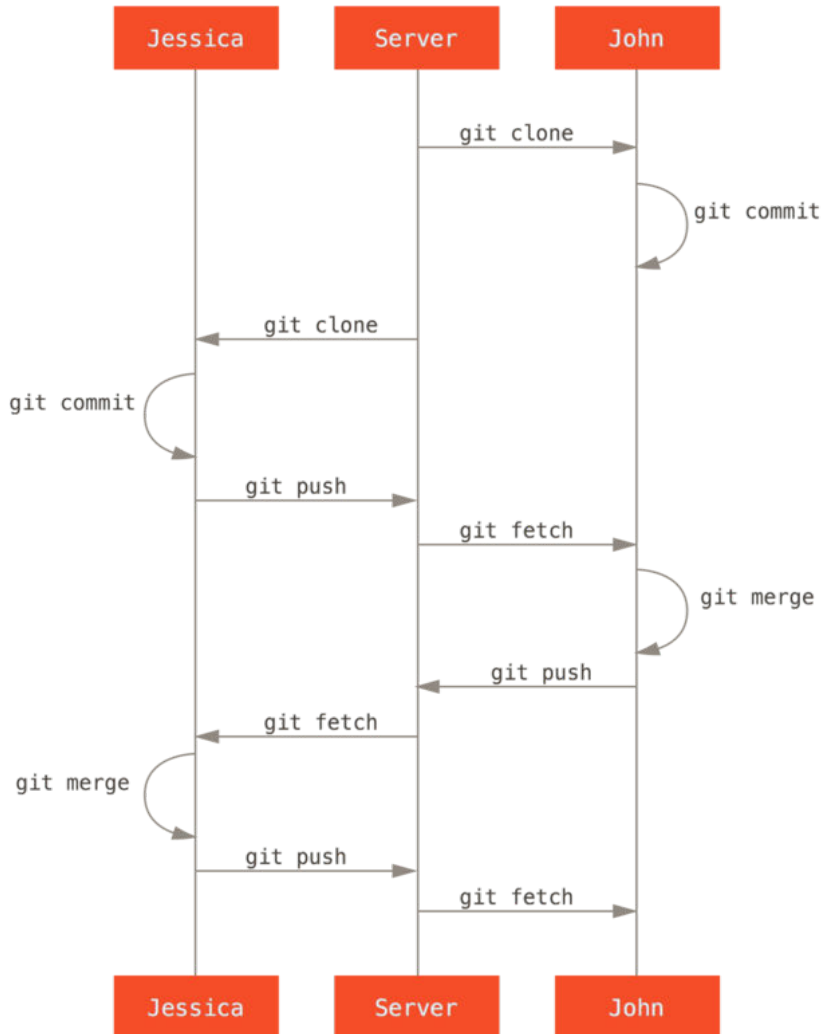 Jessica Server John
git clone
git commit
git clone
git commit
git push
git fetch
git merge
git push
git fetch
git merge
git push
git fetch
Jessica Server John